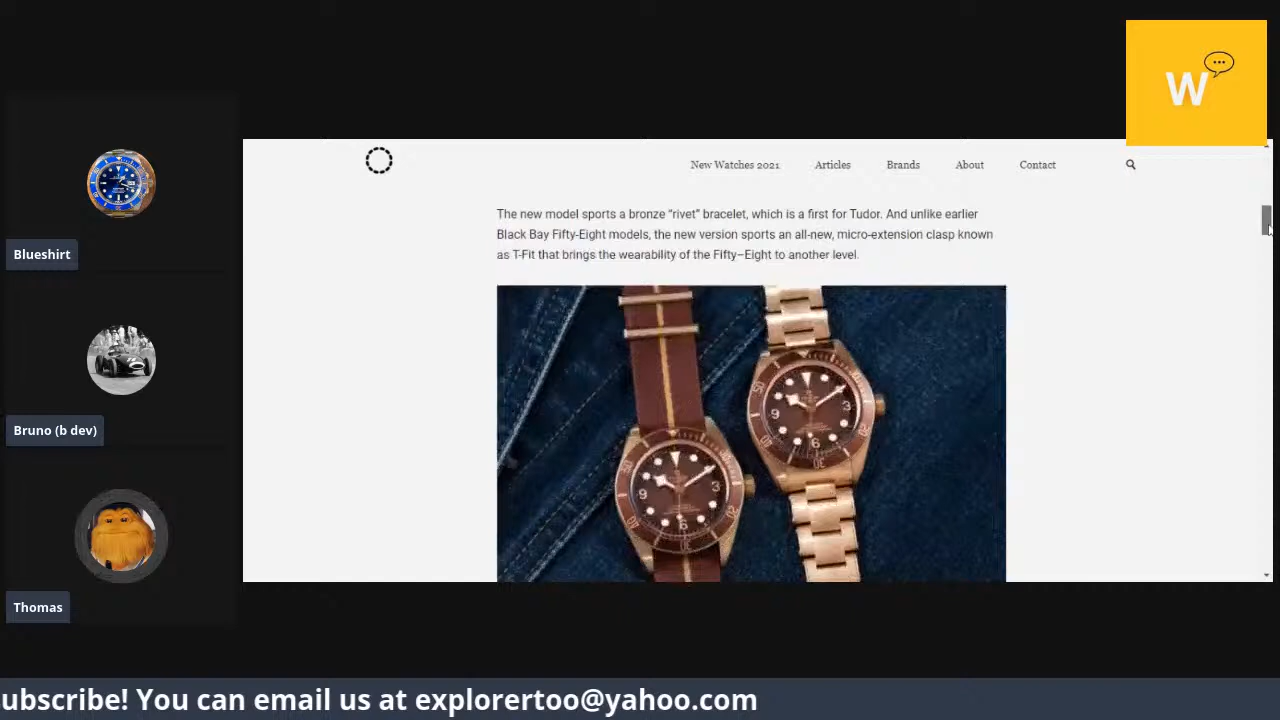 W
New Watches 2021 Articles Brands About Contact
The new model sports a bronze “rivet” bracelet, which is a first for Tudor. And unlike earlier
Black Bay Fifty-Eight models, the new version sports an all-new, micro-extension clasp known
as T-Fit that brings the wearability of the Fifty–Eight to another level.
Blueshirt
Bruno (b dev)
Thomas
ubscribe! You can email us at explorertoo@yahoo.com